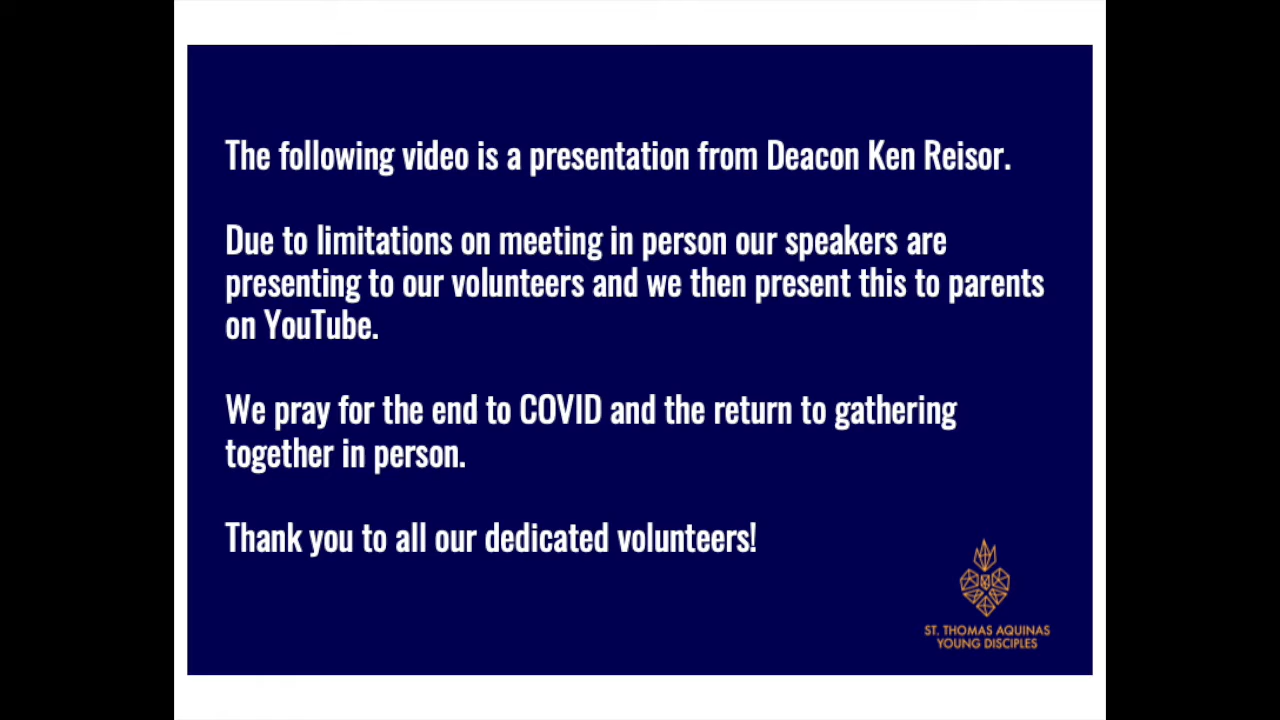 The following video is a presentation from Deacon Ken Reisor.
Due to limitations on meeting in person our speakers are
presenting to our volunteers and we then present this to parents
on YouTube.
We pray for the end to COVID and the return to gathering
together in person.
Thank you to all our dedicated volunteers!
ST. THOMAS AQUINAS
YOUNG DISCIPLES